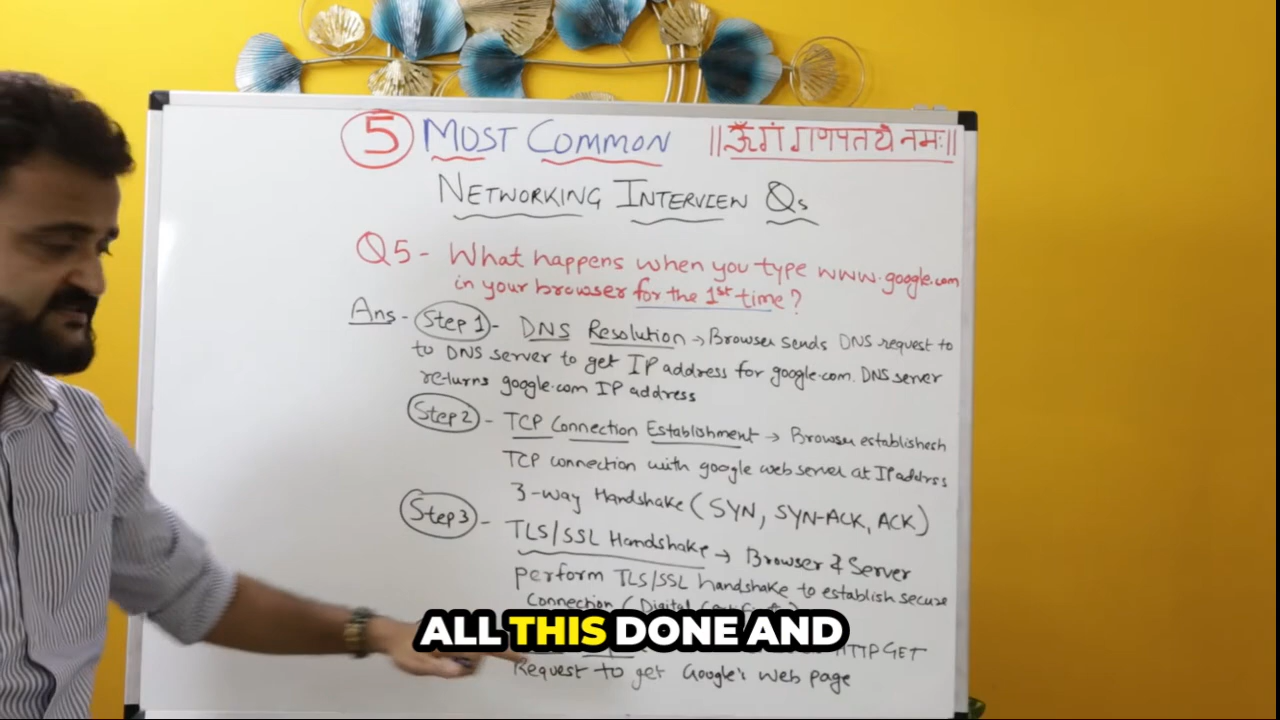 5 MOST COMMON
||ॐ गं गणपतये नमः||
NETWORKING INTERVIEW Qs
Q5- What happens when you type www.google.com
in your browser for the 1st time?
Ans- Step 1 - DNS Resolution → Browser sends DNS request to
to DNS server to get IP address for google.com. DNS server
returns google.com IP address
Step 2 - TCP Connection Establishment → Browser establishesh
TCP connection with google web server at IP addrss
3-way Handshake (SYN, SYN-ACK, ACK)
Step 3 - TLS/SSL Handshake → Browser & Server
perform TLS/SSL handshake to establish secure
Connection (Digital
ALL THIS DONE AND
HTTP GET
Request to get Google's Web page